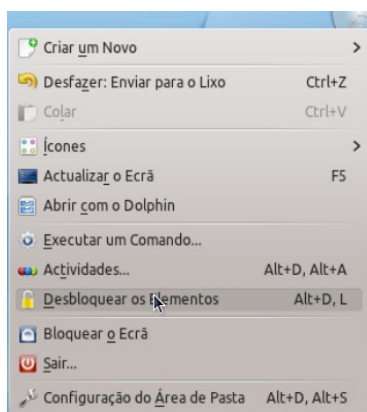 Criar um Novo
Desfazer: Enviar para o Lixo Ctrl+Z
Colar Ctrl+V
Ícones
Actualizar o Ecrã F5
Abrir com o Dolphin
Executar um Comando...
Actividades... Alt+D, Alt+A
Desbloquear os Elementos Alt+D, L
Bloquear o Ecrã
Sair...
Configuração do Área de Pasta Alt+D, Alt+S